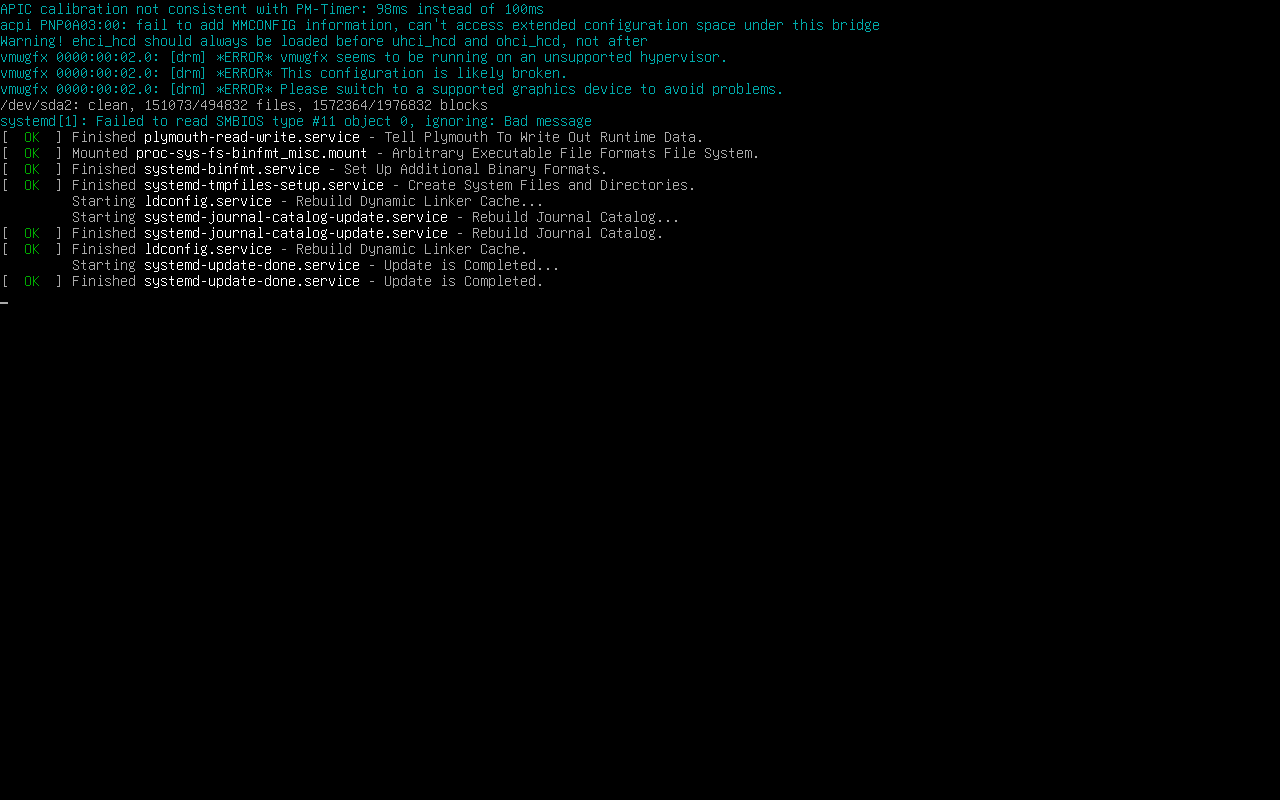 APIC calibration not consistent with PM-Timer: 98ms instead of 100ms
acpi PNP0A03:00: fail to add MMCONFIG information, can't access extended configuration space under this bridge
Warning! ehci_hcd should always be loaded before uhci_hcd and ohci_hcd, not after
vmwgfx 0000:00:02.0: [drm] *ERROR* vmwgfx seems to be running on an unsupported hypervisor.
vmwgfx 0000:00:02.0: [drm] *ERROR* This configuration is likely broken.
vmwgfx 0000:00:02.0: [drm] *ERROR* Please switch to a supported graphics device to avoid problems.
/dev/sda2: clean, 151073/494832 files, 1572364/1976832 blocks
systemd[1]: Failed to read SMBIOS type #11 object 0, ignoring: Bad message
[  OK  ] Finished plymouth-read-write.service - Tell Plymouth To Write Out Runtime Data.
[  OK  ] Mounted proc-sys-fs-binfmt_misc.mount - Arbitrary Executable File Formats File System.
[  OK  ] Finished systemd-binfmt.service - Set Up Additional Binary Formats.
[  OK  ] Finished systemd-tmpfiles-setup.service - Create System Files and Directories.
         Starting ldconfig.service - Rebuild Dynamic Linker Cache...
         Starting systemd-journal-catalog-update.service - Rebuild Journal Catalog...
[  OK  ] Finished systemd-journal-catalog-update.service - Rebuild Journal Catalog.
[  OK  ] Finished ldconfig.service - Rebuild Dynamic Linker Cache.
         Starting systemd-update-done.service - Update is Completed...
[  OK  ] Finished systemd-update-done.service - Update is Completed.